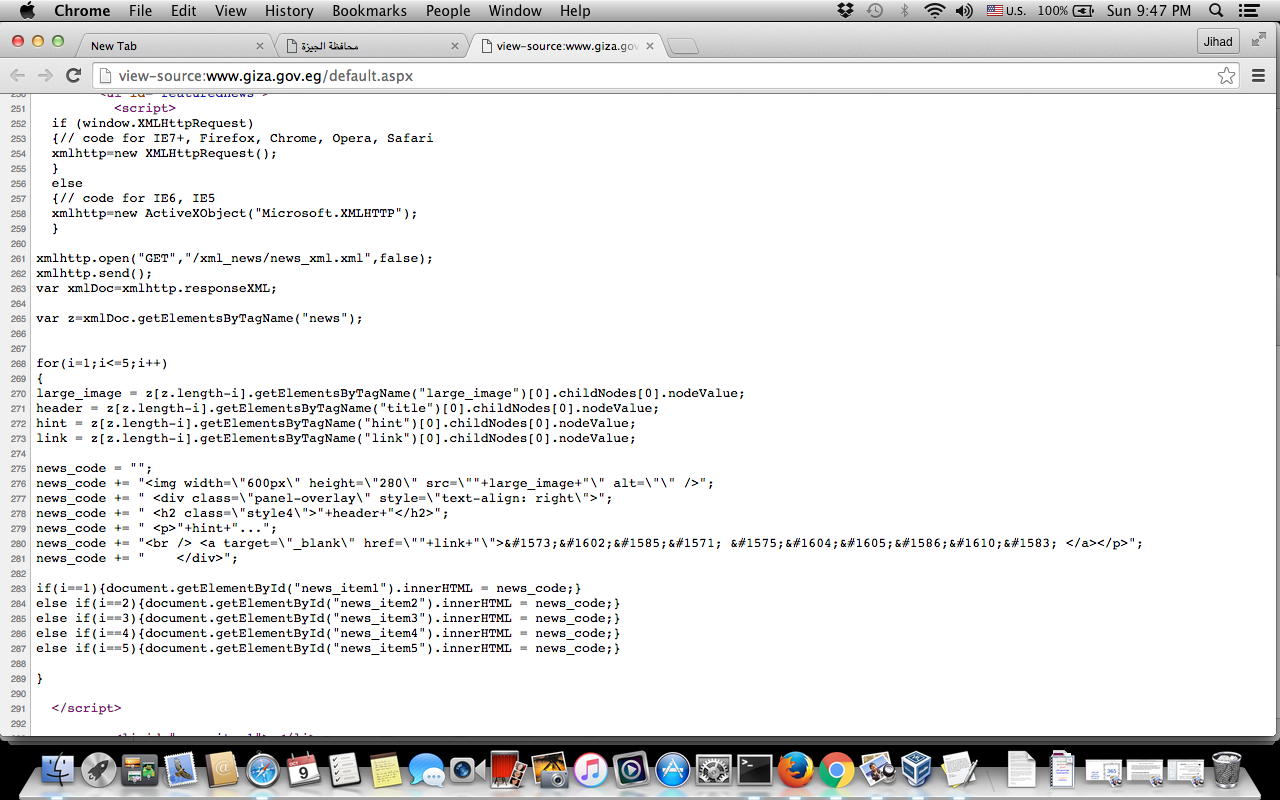 Chrome File Edit View History Bookmarks People Window Help U.S. 100% Sun 9:47 PM
New Tab محافظة الجيزة view-source:www.giza.gov Jihad
view-source:www.giza.gov.eg/default.aspx
250 <ul id="featurednews">
251 <script>
252 if (window.XMLHttpRequest)
253 {// code for IE7+, Firefox, Chrome, Opera, Safari
254 xmlhttp=new XMLHttpRequest();
255 }
256 else
257 {// code for IE6, IE5
258 xmlhttp=new ActiveXObject("Microsoft.XMLHTTP");
259 }
260
261 xmlhttp.open("GET","/xml_news/news_xml.xml",false);
262 xmlhttp.send();
263 var xmlDoc=xmlhttp.responseXML;
264
265 var z=xmlDoc.getElementsByTagName("news");
266
267
268 for(i=1;i<=5;i++)
269 {
270 large_image = z[z.length-i].getElementsByTagName("large_image")[0].childNodes[0].nodeValue;
271 header = z[z.length-i].getElementsByTagName("title")[0].childNodes[0].nodeValue;
272 hint = z[z.length-i].getElementsByTagName("hint")[0].childNodes[0].nodeValue;
273 link = z[z.length-i].getElementsByTagName("link")[0].childNodes[0].nodeValue;
274
275 news_code = "";
276 news_code += "<img width=\"600px\" height=\"280\" src=\""+large_image+"\" alt=\"\" />";
277 news_code += " <div class=\"panel-overlay\" style=\"text-align: right\">";
278 news_code += " <h2 class=\"style4\">"+header+"</h2>";
279 news_code += " <p>"+hint+"...";
280 news_code += "<br /> <a target=\"_blank\" href=\""+link+"\">&#1573;&#1602;&#1585;&#1571; &#1575;&#1604;&#1605;&#1586;&#1610;&#1583; </a></p>";
281 news_code += " </div>";
282
283 if(i==1){document.getElementById("news_item1").innerHTML = news_code;}
284 else if(i==2){document.getElementById("news_item2").innerHTML = news_code;}
285 else if(i==3){document.getElementById("news_item3").innerHTML = news_code;}
286 else if(i==4){document.getElementById("news_item4").innerHTML = news_code;}
287 else if(i==5){document.getElementById("news_item5").innerHTML = news_code;}
288
289 }
290
291 </script>
292
OCT
9
365